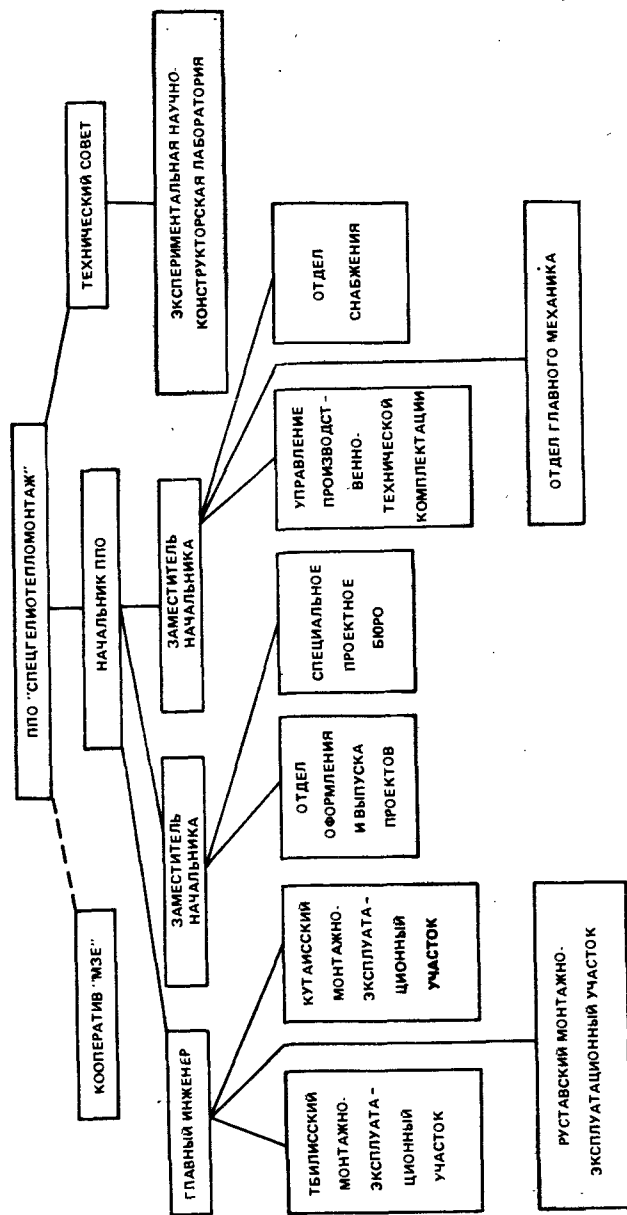 ППО "СПЕЦГЕЛИОТЕПЛОМОНТАЖ"
КООПЕРАТИВ "МЗЕ"
НАЧАЛЬНИК ППО
ТЕХНИЧЕСКИЙ СОВЕТ
ГЛАВНЫЙ ИНЖЕНЕР
ЗАМЕСТИТЕЛЬ
НАЧАЛЬНИКА
ЗАМЕСТИТЕЛЬ
НАЧАЛЬНИКА
ЭКСПЕРИМЕНТАЛЬНАЯ НАУЧНО-
КОНСТРУКТОРСКАЯ ЛАБОРАТОРИЯ
ТБИЛИССКИЙ
МОНТАЖНО-
ЭКСПЛУАТА-
ЦИОННЫЙ
УЧАСТОК
КУТАИССКИЙ
МОНТАЖНО-
ЭКСПЛУАТА-
ЦИОННЫЙ
УЧАСТОК
ОТДЕЛ
ОФОРМЛЕНИЯ
И ВЫПУСКА
ПРОЕКТОВ
СПЕЦИАЛЬНОЕ
ПРОЕКТНОЕ
БЮРО
УПРАВЛЕНИЕ
ПРОИЗВОДСТ-
ВЕННО-
ТЕХНИЧЕСКОЙ
КОМПЛЕКТАЦИИ
ОТДЕЛ
СНАБЖЕНИЯ
РУСТАВСКИЙ МОНТАЖНО-
ЭКСПЛУАТАЦИОННЫЙ УЧАСТОК
ОТДЕЛ ГЛАВНОГО МЕХАНИКА